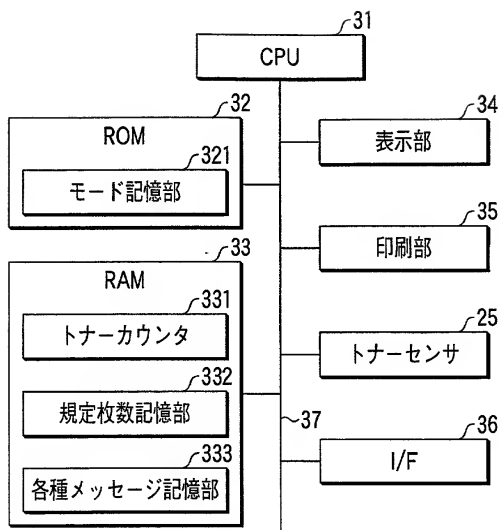 31
CPU
32
ROM
321
モード記憶部
33
RAM
331
トナーカウンタ
332
規定枚数記憶部
333
各種メッセージ記憶部
34
表示部
35
印刷部
25
トナーセンサ
37
36
I/F